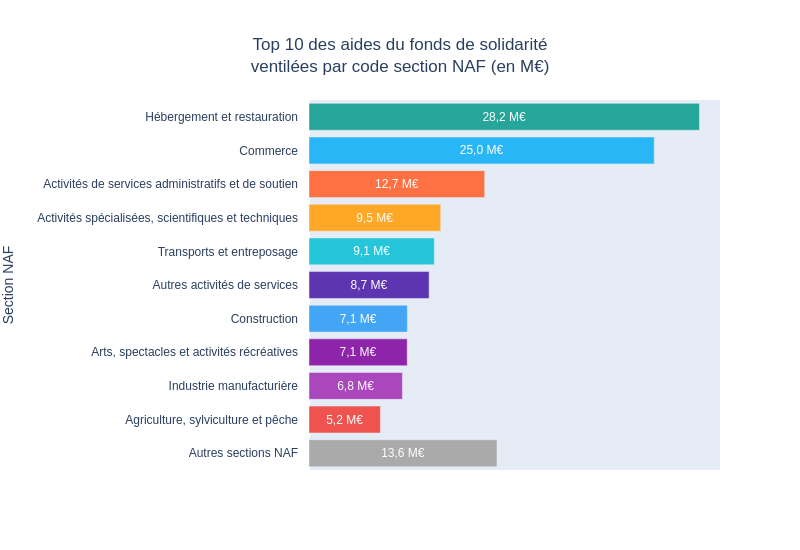 Top 10 des aides du fonds de solidarité
ventilées par code section NAF (en M€)
Section NAF
Hébergement et restauration 28,2 M€
Commerce 25,0 M€
Activités de services administratifs et de soutien 12,7 M€
Activités spécialisées, scientifiques et techniques 9,5 M€
Transports et entreposage 9,1 M€
Autres activités de services 8,7 M€
Construction 7,1 M€
Arts, spectacles et activités récréatives 7,1 M€
Industrie manufacturière 6,8 M€
Agriculture, sylviculture et pêche 5,2 M€
Autres sections NAF 13,6 M€